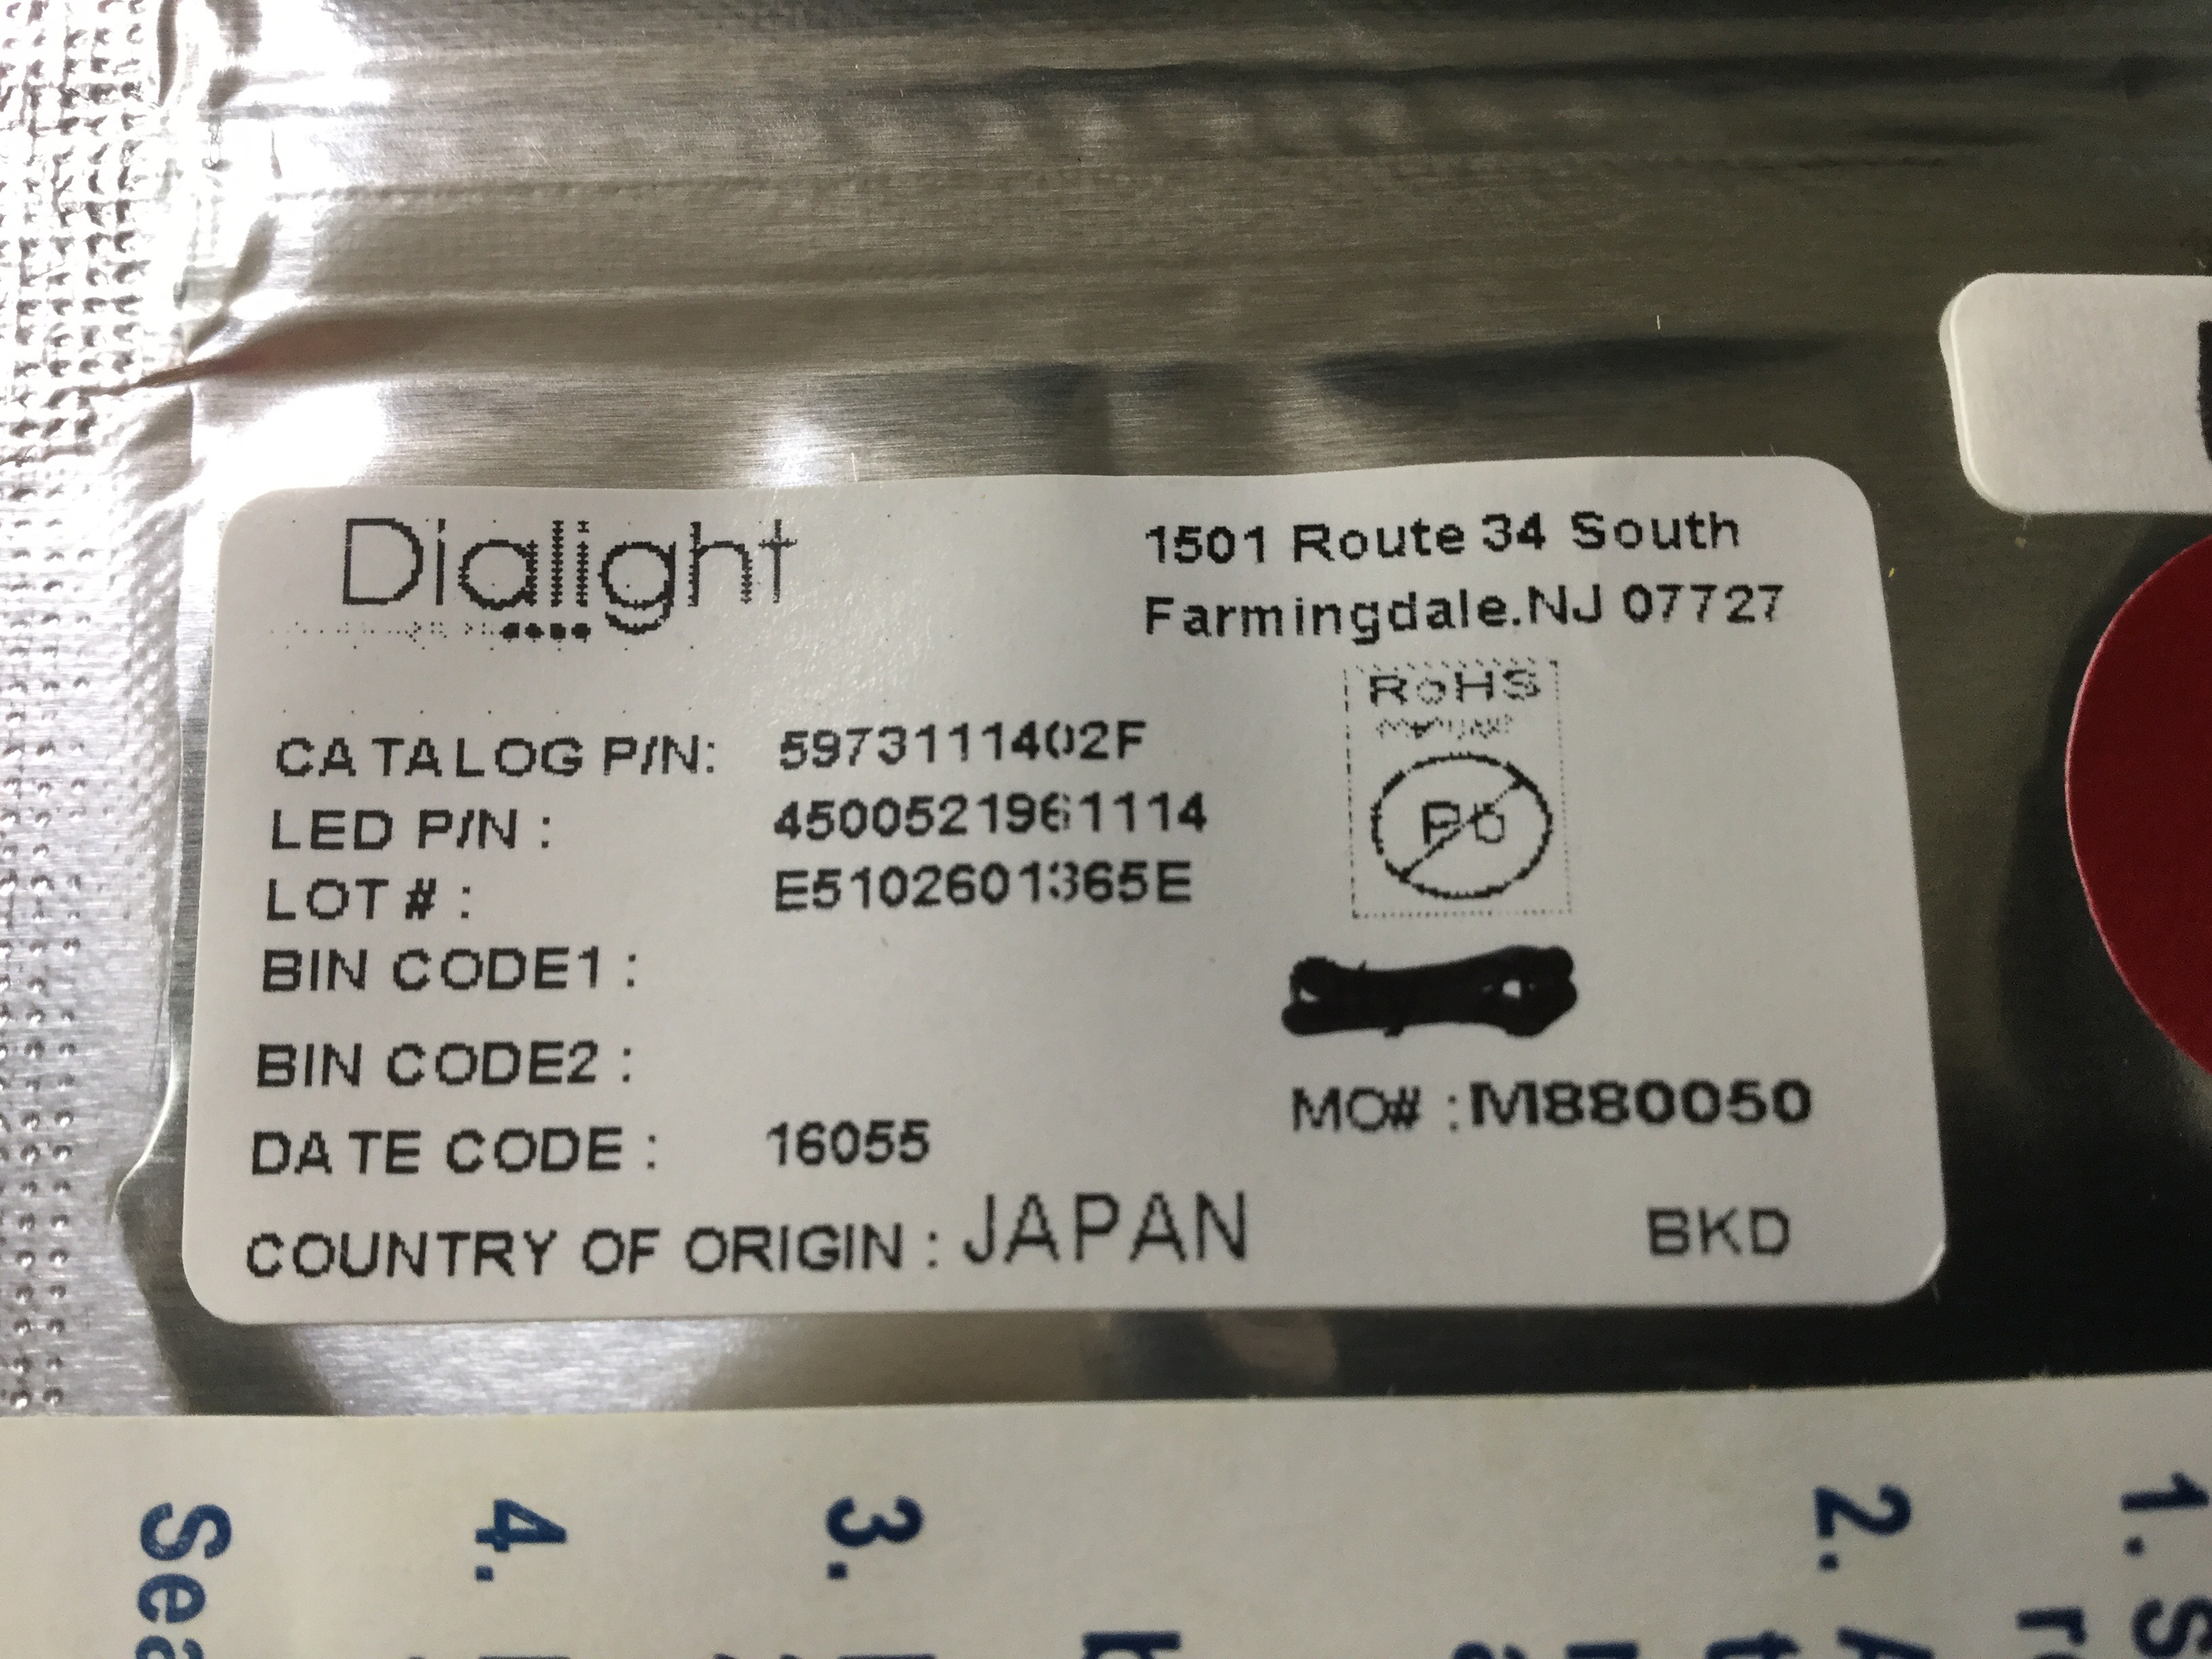 Dialight
1501 Route 34 South
Farmingdale.NJ 07727
RoHS
Pb
CATALOG P/N: 5973111402F
LED P/N : 4500521961114
LOT # : E5102601365E
BIN CODE1 :
BIN CODE2 :
DATE CODE : 16055
MO# : M880050
COUNTRY OF ORIGIN : JAPAN
BKD
1. S
2. A
3.
4.
Sea